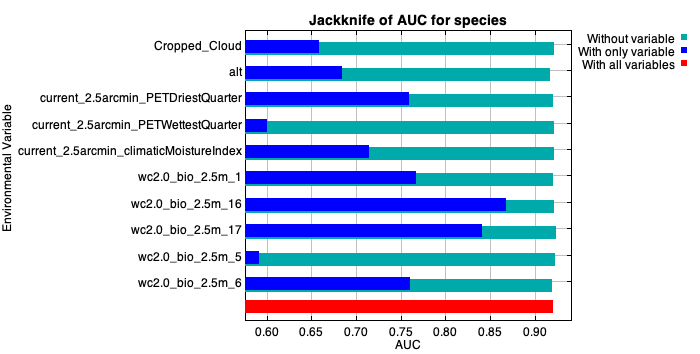 Jackknife of AUC for species
Without variable
With only variable
With all variables
Environmental Variable
Cropped_Cloud
alt
current_2.5arcmin_PETDriestQuarter
current_2.5arcmin_PETWettestQuarter
current_2.5arcmin_climaticMoistureIndex
wc2.0_bio_2.5m_1
wc2.0_bio_2.5m_16
wc2.0_bio_2.5m_17
wc2.0_bio_2.5m_5
wc2.0_bio_2.5m_6
0.60 0.65 0.70 0.75 0.80 0.85 0.90
AUC